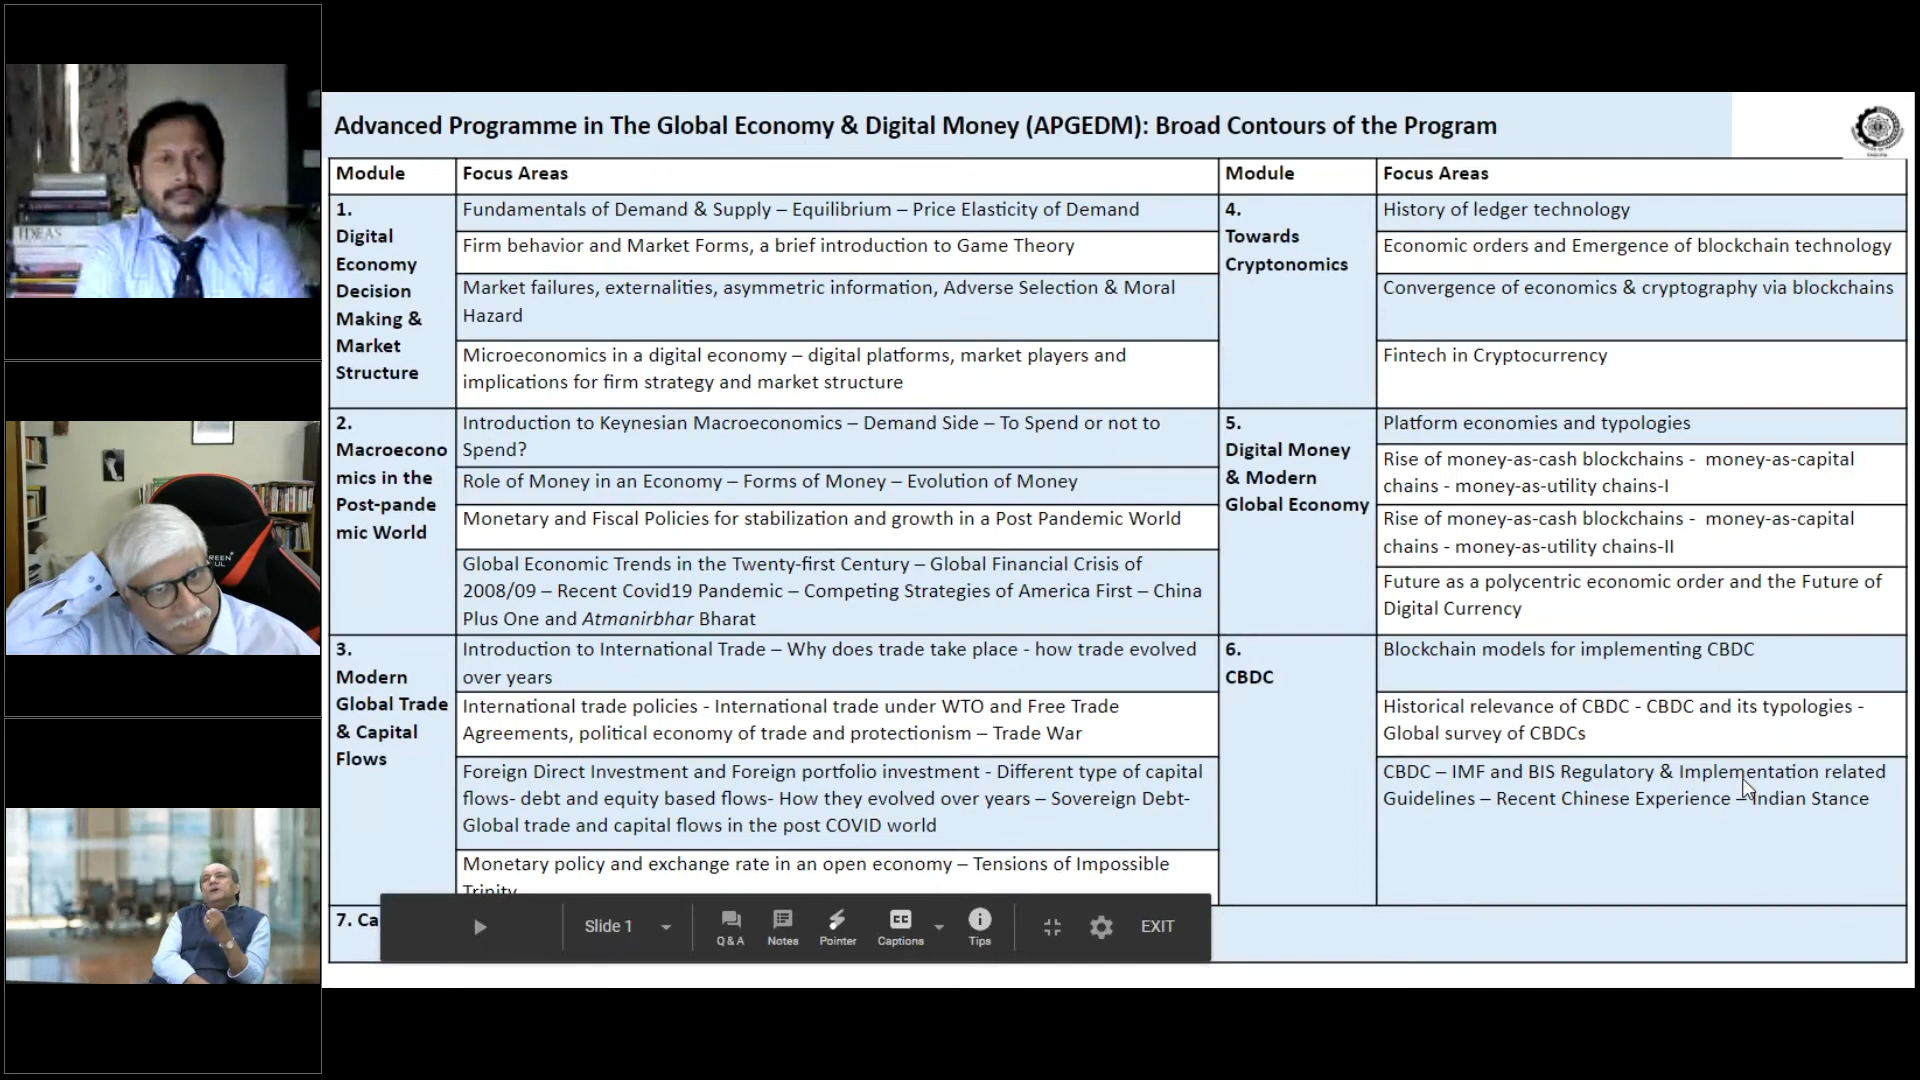 Advanced Programme in The Global Economy & Digital Money (APGEDM): Broad Contours of the Program
Module
Focus Areas
1.
Digital
Economy
Decision
Making &
Market
Structure
Fundamentals of Demand & Supply – Equilibrium – Price Elasticity of Demand
Firm behavior and Market Forms, a brief introduction to Game Theory
Market failures, externalities, asymmetric information, Adverse Selection & Moral
Hazard
Microeconomics in a digital economy – digital platforms, market players and
implications for firm strategy and market structure
2.
Macroecono
mics in the
Post-pande
mic World
Introduction to Keynesian Macroeconomics – Demand Side – To Spend or not to
Spend?
Role of Money in an Economy – Forms of Money – Evolution of Money
Monetary and Fiscal Policies for stabilization and growth in a Post Pandemic World
Global Economic Trends in the Twenty-first Century – Global Financial Crisis of
2008/09 – Recent Covid19 Pandemic – Competing Strategies of America First – China
Plus One and Atmanirbhar Bharat
3.
Modern
Global Trade
& Capital
Flows
Introduction to International Trade – Why does trade take place - how trade evolved
over years
International trade policies - International trade under WTO and Free Trade
Agreements, political economy of trade and protectionism – Trade War
Foreign Direct Investment and Foreign portfolio investment - Different type of capital
flows- debt and equity based flows- How they evolved over years – Sovereign Debt-
Global trade and capital flows in the post COVID world
Monetary policy and exchange rate in an open economy – Tensions of Impossible
Trinity
7. Ca
Module
Focus Areas
4.
Towards
Cryptonomics
History of ledger technology
Economic orders and Emergence of blockchain technology
Convergence of economics & cryptography via blockchains
Fintech in Cryptocurrency
5.
Digital Money
& Modern
Global Economy
Platform economies and typologies
Rise of money-as-cash blockchains - money-as-capital
chains - money-as-utility chains-I
Rise of money-as-cash blockchains - money-as-capital
chains - money-as-utility chains-II
Future as a polycentric economic order and the Future of
Digital Currency
6.
CBDC
Blockchain models for implementing CBDC
Historical relevance of CBDC - CBDC and its typologies -
Global survey of CBDCs
CBDC – IMF and BIS Regulatory & Implementation related
Guidelines – Recent Chinese Experience – Indian Stance
Slide 1
Q & A
Notes
Pointer
CC
Captions
Tips
EXIT
IDEAS